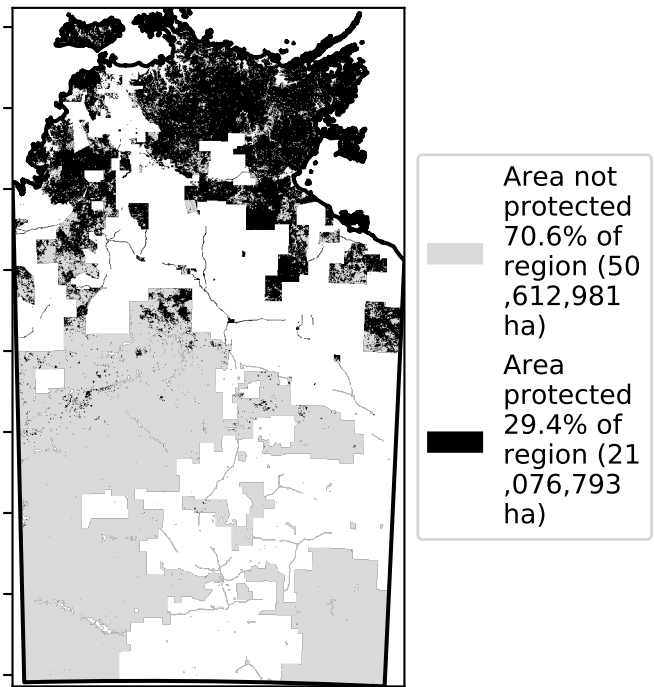 Area not
protected
70.6% of
region (50
,612,981
ha)
Area
protected
29.4% of
region (21
,076,793
ha)